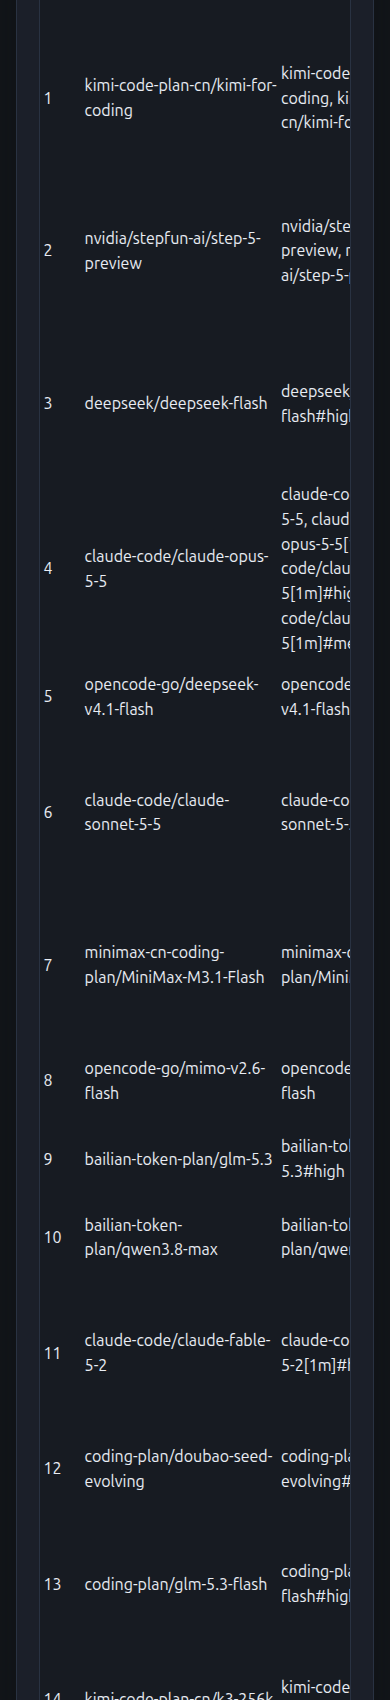 kimi-code
1 kimi-code-plan-cn/kimi-for- coding, ki
coding cn/kimi-fo
nvidia/ste
2 nvidia/stepfun-ai/step-5- preview, n
preview ai/step-5-
deepseek
3 deepseek/deepseek-flash flash#hig
claude-co
5-5, claud
opus-5-5[
4 claude-code/claude-opus- code/clau
5-5 5[1m]#hig
code/clau
5[1m]#me
5 opencode-go/deepseek- opencode
v4.1-flash v4.1-flash
6 claude-code/claude- claude-co
sonnet-5-5 sonnet-5-
7 minimax-cn-coding- minimax-c
plan/MiniMax-M3.1-Flash plan/Mini
8 opencode-go/mimo-v2.6- opencode
flash flash
9 bailian-token-plan/glm-5.3 bailian-tol
5.3#high
10 bailian-token- bailian-tol
plan/qwen3.8-max plan/qwe
11 claude-code/claude-fable- claude-co
5-2 5-2[1m]#
12 coding-plan/doubao-seed- coding-pla
evolving evolving#
13 coding-plan/glm-5.3-flash coding-pla
flash#hig
kimi-code
14 kimi-code-plan-cn/k3-256k